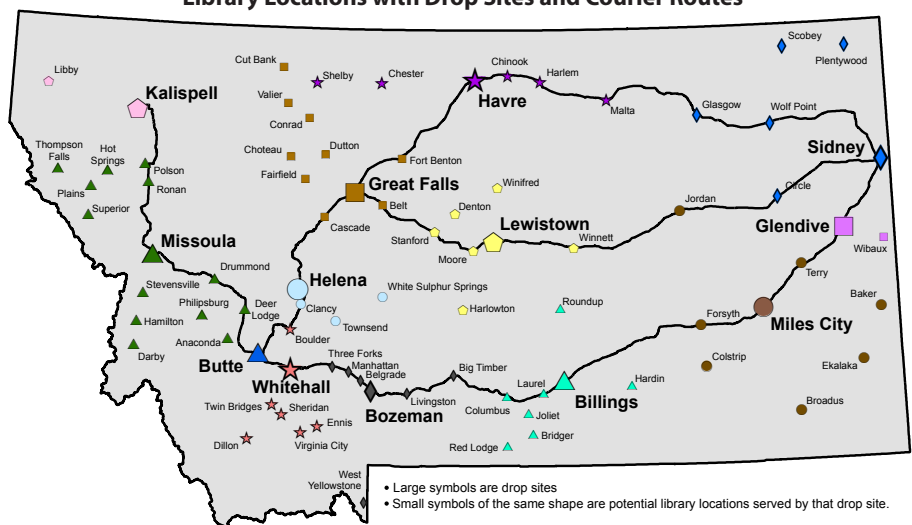 Library Locations with Drop Sites and Courier Routes
Scobey
Plentywood
Libby
Cut Bank
Shelby
Chester
Chinook
Harlem
Havre
Kalispell
Valier
Malta
Glasgow
Wolf Point
Conrad
Thompson
Falls
Hot
Springs
Choteau
Dutton
Fort Benton
Sidney
Polson
Fairfield
Plains
Ronan
Great Falls
Winifred
Circle
Superior
Belt
Denton
Jordan
Cascade
Stanford
Lewistown
Glendive
Missoula
Moore
Winnett
Wibaux
Drummond
Helena
Terry
Stevensville
White Sulphur Springs
Philipsburg
Deer
Lodge
Clancy
Harlowton
Roundup
Baker
Hamilton
Townsend
Forsyth
Miles City
Anaconda
Boulder
Darby
Butte
Three Forks
Manhattan
Belgrade
Big Timber
Colstrip
Ekalaka
Whitehall
Laurel
Hardin
Billings
Twin Bridges
Sheridan
Bozeman
Livingston
Columbus
Joliet
Broadus
Ennis
Dillon
Virginia City
Bridger
Red Lodge
West
Yellowstone
• Large symbols are drop sites
• Small symbols of the same shape are potential library locations served by that drop site.